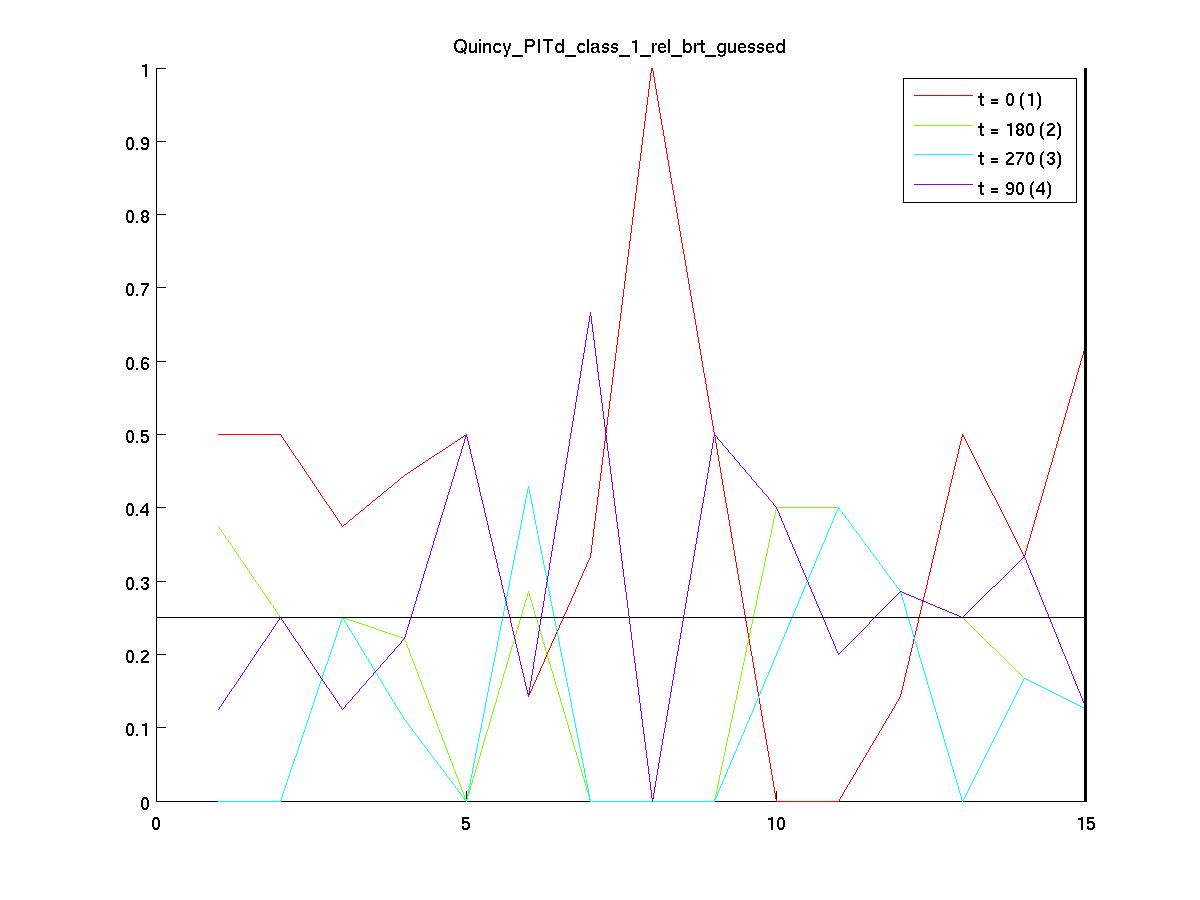 Quincy_PITd_class_1_rel_brt_guessed
t = 0 (1)
t = 180 (2)
t = 270 (3)
t = 90 (4)
1
0.9
0.8
0.7
0.6
0.5
0.4
0.3
0.2
0.1
0
0 5 10 15